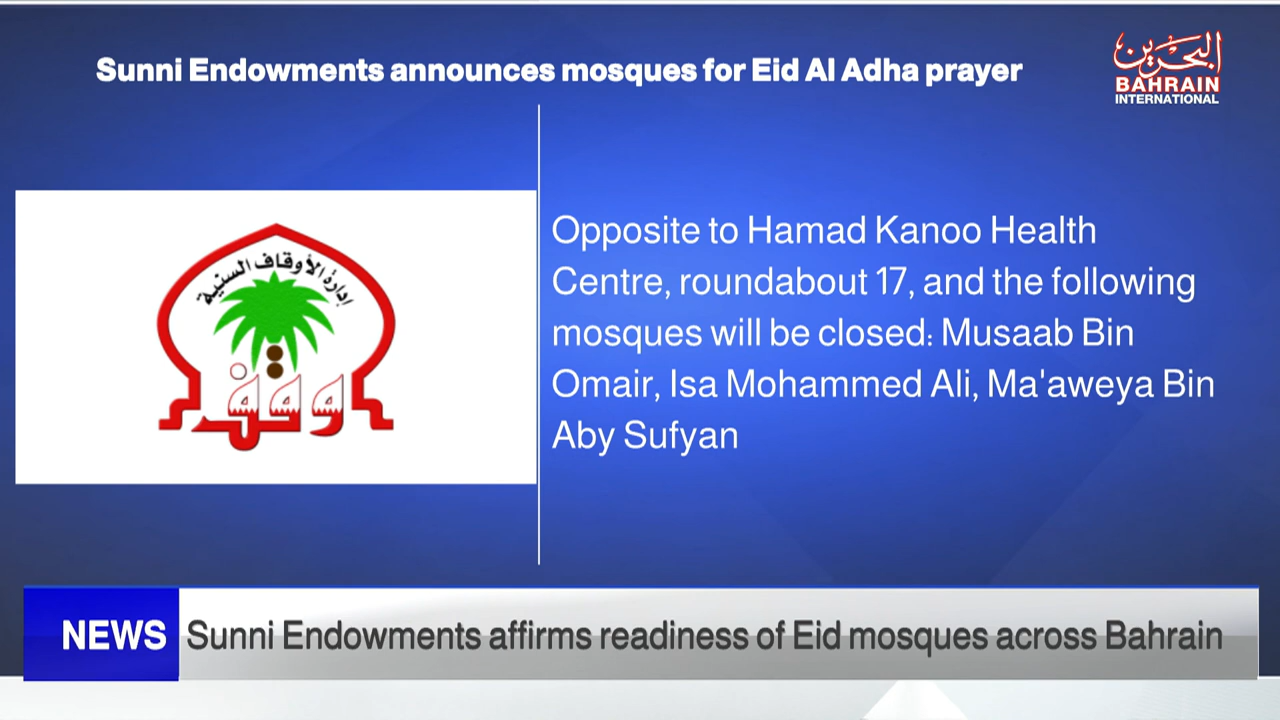 Sunni Endowments announces mosques for Eid Al Adha prayer
البحرين
BAHRAIN
INTERNATIONAL
إدارة الأوقاف السنية
وقف
Opposite to Hamad Kanoo Health
Centre, roundabout 17, and the following
mosques will be closed: Musaab Bin
Omair, Isa Mohammed Ali, Ma'aweya Bin
Aby Sufyan
NEWS
Sunni Endowments affirms readiness of Eid mosques across Bahrain